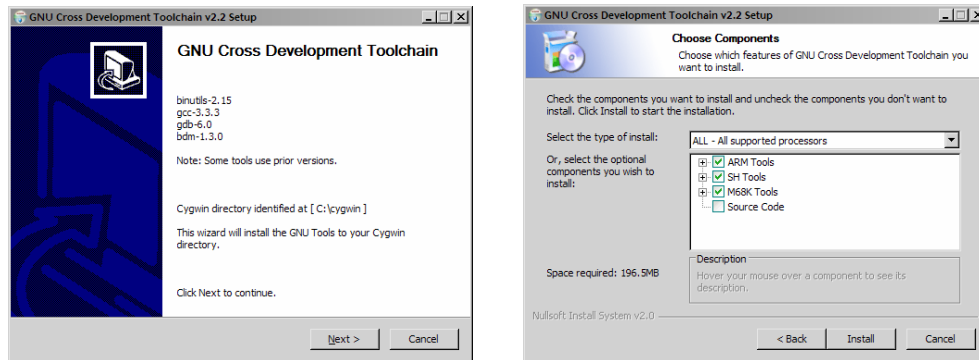 GNU Cross Development Toolchain v2.2 Setup
GNU Cross Development Toolchain
binutils-2.15
gcc-3.3.3
gdb-6.0
bdm-1.3.0
Note: Some tools use prior versions.
Cygwin directory identified at [ C:\cygwin ]
This wizard will install the GNU Tools to your Cygwin
directory.
Click Next to continue.
Next >
Cancel
GNU Cross Development Toolchain v2.2 Setup
Choose Components
Choose which features of GNU Cross Development Toolchain you
want to install.
Check the components you want to install and uncheck the components you don't want to
install. Click Install to start the installation.
Select the type of install:
ALL - All supported processors
Or, select the optional
components you wish to
install:
ARM Tools
SH Tools
M68K Tools
Source Code
Space required: 196.5MB
Description
Hover your mouse over a component to see its
description.
Nullsoft Install System v2.0
< Back
Install
Cancel